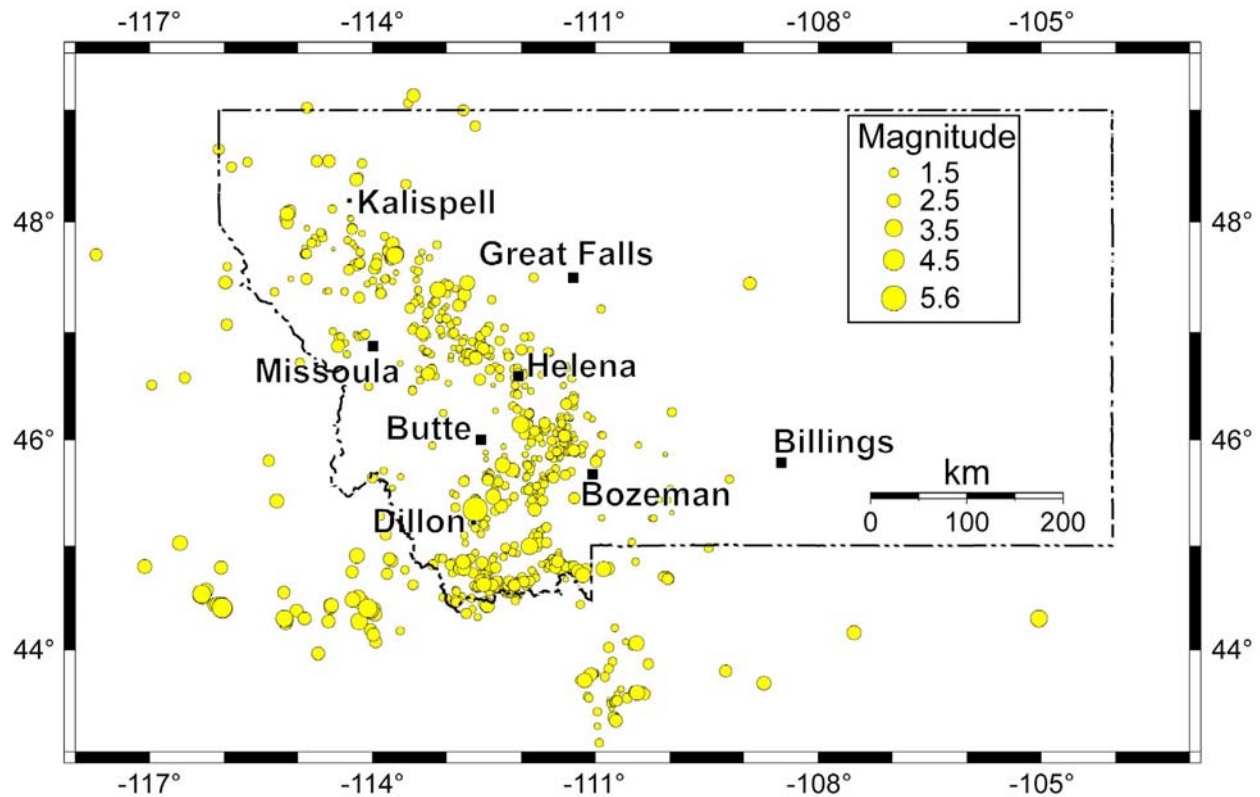 -117° -114° -111° -108° -105°
Magnitude
1.5
2.5
3.5
4.5
5.6
48° Kalispell 48°
Great Falls
Missoula Helena
46° Butte 46°
Billings
Bozeman
km
0 100 200
Dillon
44° 44°
-117° -114° -111° -108° -105°